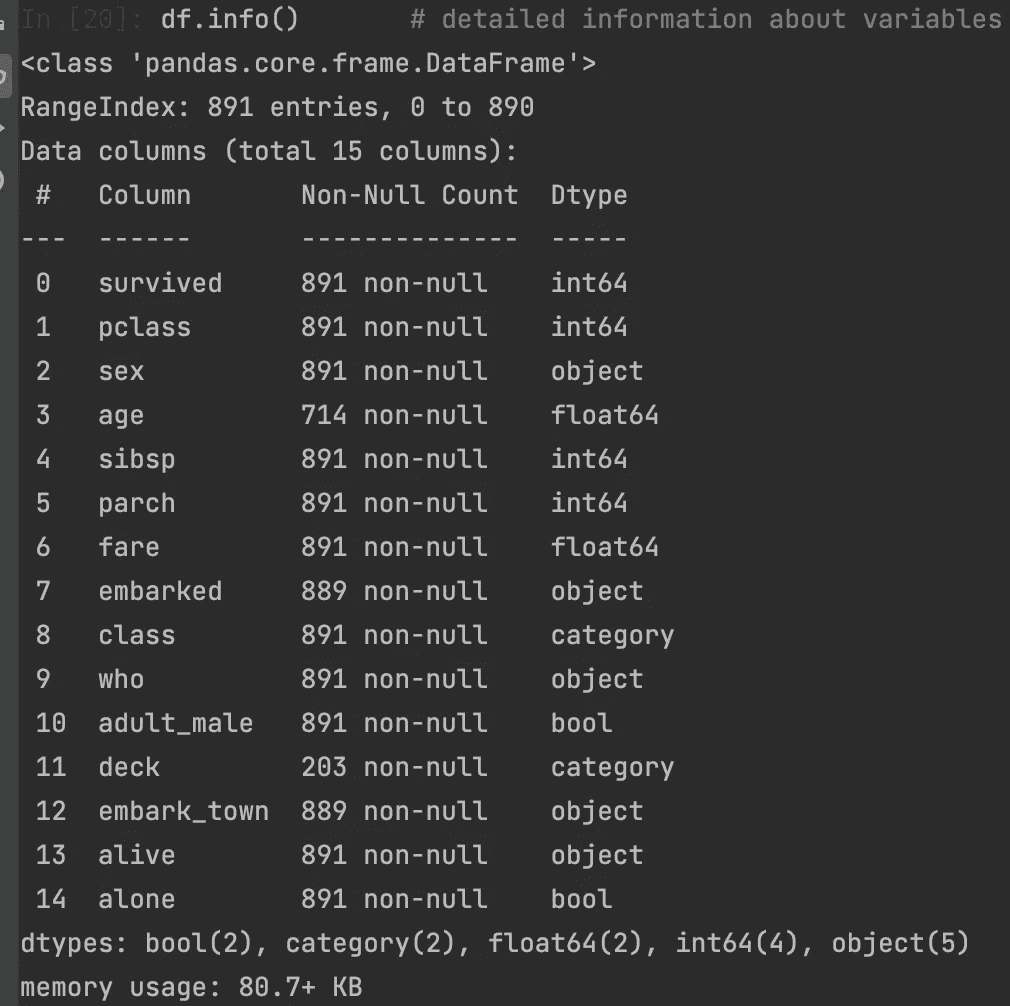 In [20]: df.info()       # detailed information about variables
<class 'pandas.core.frame.DataFrame'>
RangeIndex: 891 entries, 0 to 890
Data columns (total 15 columns):
 #   Column       Non-Null Count  Dtype
---  ------       --------------  -----
 0   survived     891 non-null    int64
 1   pclass       891 non-null    int64
 2   sex          891 non-null    object
 3   age          714 non-null    float64
 4   sibsp        891 non-null    int64
 5   parch        891 non-null    int64
 6   fare         891 non-null    float64
 7   embarked     889 non-null    object
 8   class        891 non-null    category
 9   who          891 non-null    object
 10  adult_male   891 non-null    bool
 11  deck         203 non-null    category
 12  embark_town  889 non-null    object
 13  alive        891 non-null    object
 14  alone        891 non-null    bool
dtypes: bool(2), category(2), float64(2), int64(4), object(5)
memory usage: 80.7+ KB